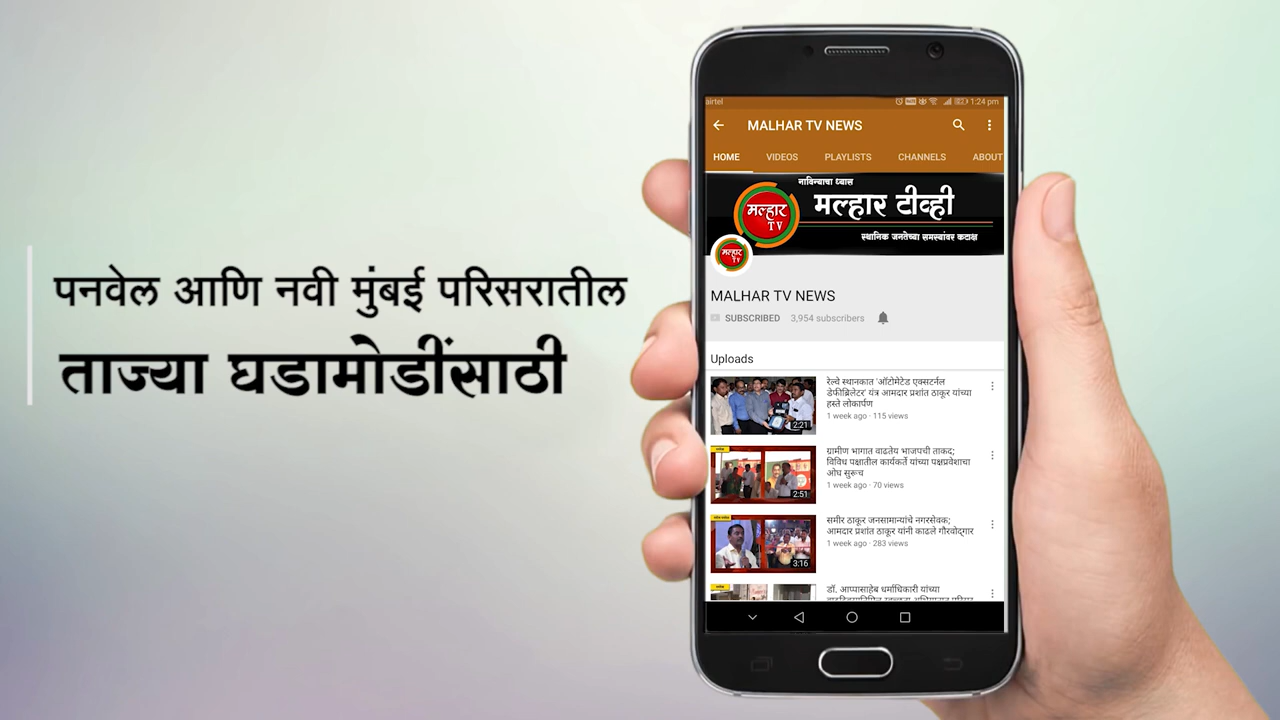 पनवेल आणि नवी मुंबई परिसरातील
ताज्या घडामोडींसाठी
airtel
1:24 pm
MALHAR TV NEWS
HOME VIDEOS PLAYLISTS CHANNELS ABOUT
नाविन्याचा ध्यास
मल्हार टीव्ही
मल्हार
TV
स्थानिक जनतेच्या समस्यांवर कटाक्ष
मल्हार
TV
MALHAR TV NEWS
SUBSCRIBED 3,954 subscribers
Uploads
रेल्वे स्थानकात 'ऑटोमेटेड एक्सटर्नल
डेफीब्रिलेटर' यंत्र आमदार प्रशांत ठाकूर यांच्या
हस्ते लोकार्पण
1 week ago · 115 views
2:21
ग्रामीण भागात वाढतेय भाजपची ताकद;
विविध पक्षातील कार्यकर्ते यांच्या पक्षप्रवेशाचा
ओघ सुरूच
1 week ago · 70 views
2:51
समीर ठाकूर जनसामान्यांचे नगरसेवक;
आमदार प्रशांत ठाकूर यांनी काढले गौरवोद्गार
1 week ago · 283 views
3:16
डॉ. आप्पासाहेब धर्माधिकारी यांच्या